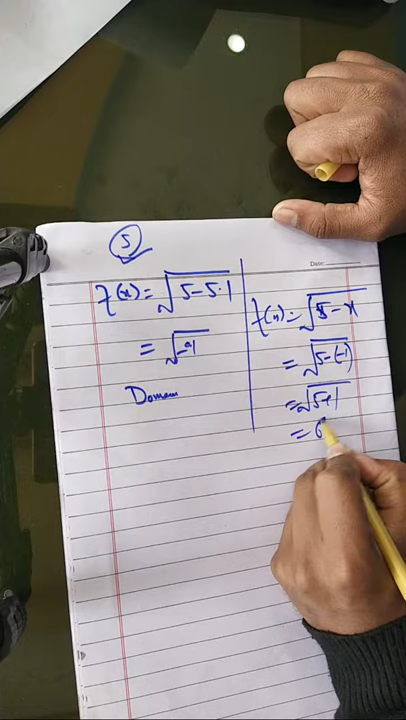 5
Date:
f(x) = √5-5.1
= √-.1
Domain
f(x) = √5-x
= √5-(-1)
= √5+1
= 6